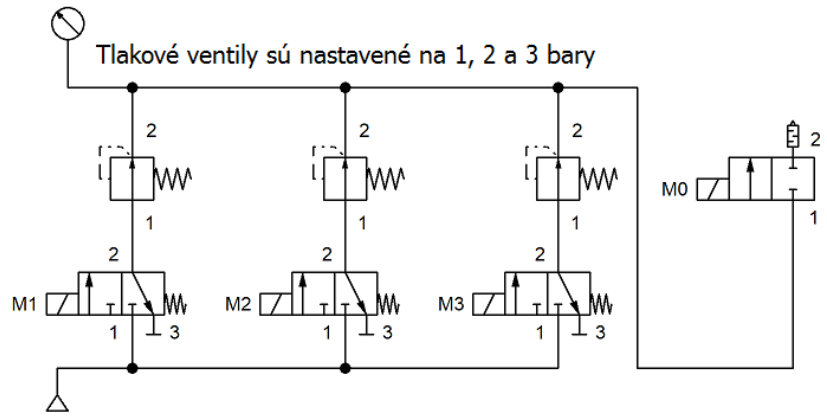 Tlakové ventily sú nastavené na 1, 2 a 3 bary
2 2 2 2
M0
1 1 1 1
2 2 2
M1 M2 M3
1 3 1 3 1 3